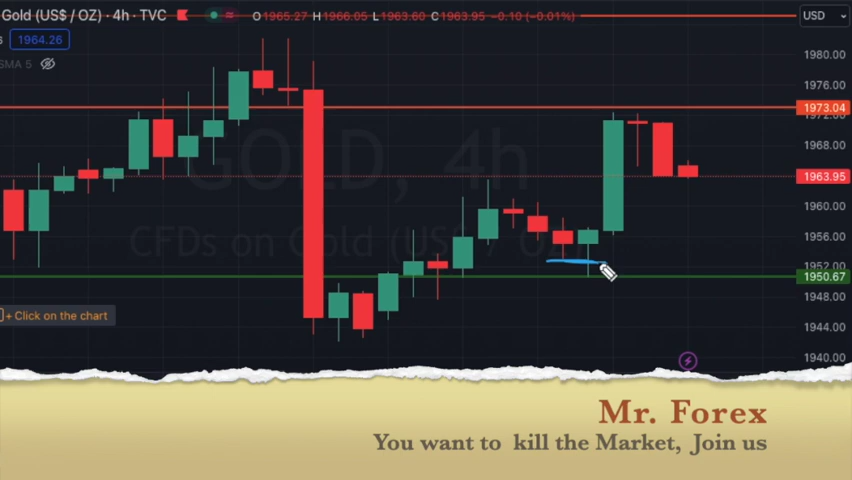 Gold (US$ / OZ) · 4h · TVC O1965.27 H1966.05 L1963.60 C1963.95 −0.10 (−0.01%) USD
6 1964.26
SMA 5
1980.00
1976.00
1973.04
1972.00
1968.00
1963.95
1960.00
1956.00
1952.00
1950.67
1948.00
1944.00
1940.00
GOLD, 4h
CFDs on Gold (US$ / OZ)
+ Click on the chart
Mr. Forex
You want to kill the Market, Join us